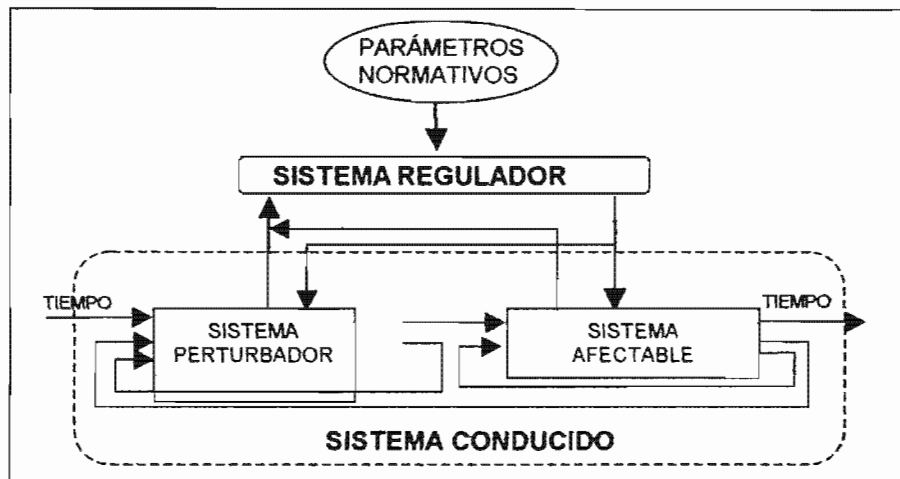 PARÁMETROS
NORMATIVOS
SISTEMA REGULADOR
TIEMPO
SISTEMA
PERTURBADOR
SISTEMA
AFECTABLE
TIEMPO
SISTEMA CONDUCIDO